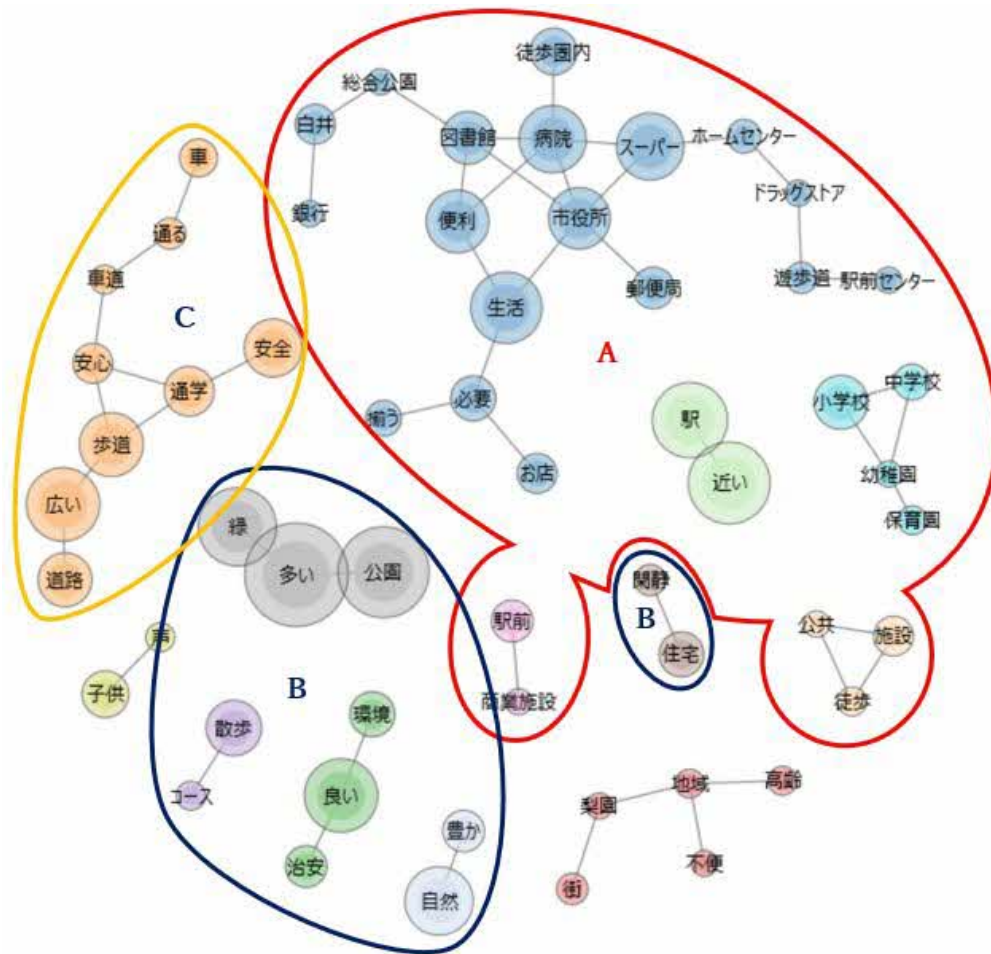 徒歩圏内
総合公園
白井
図書館
病院
スーパー
ホームセンター
車
ドラッグストア
銀行
便利
市役所
通る
車道
遊歩道
駅前センター
郵便局
生活
C
安全
A
安心
通学
中学校
小学校
必要
揃う
駅
歩道
お店
近い
幼稚園
保育園
広い
緑
多い
公園
道路
閑静
駅前
B
公共
施設
声
住宅
子供
B
商業施設
徒歩
環境
散歩
コース
良い
地域
高齢
梨園
豊か
治安
不便
街
自然